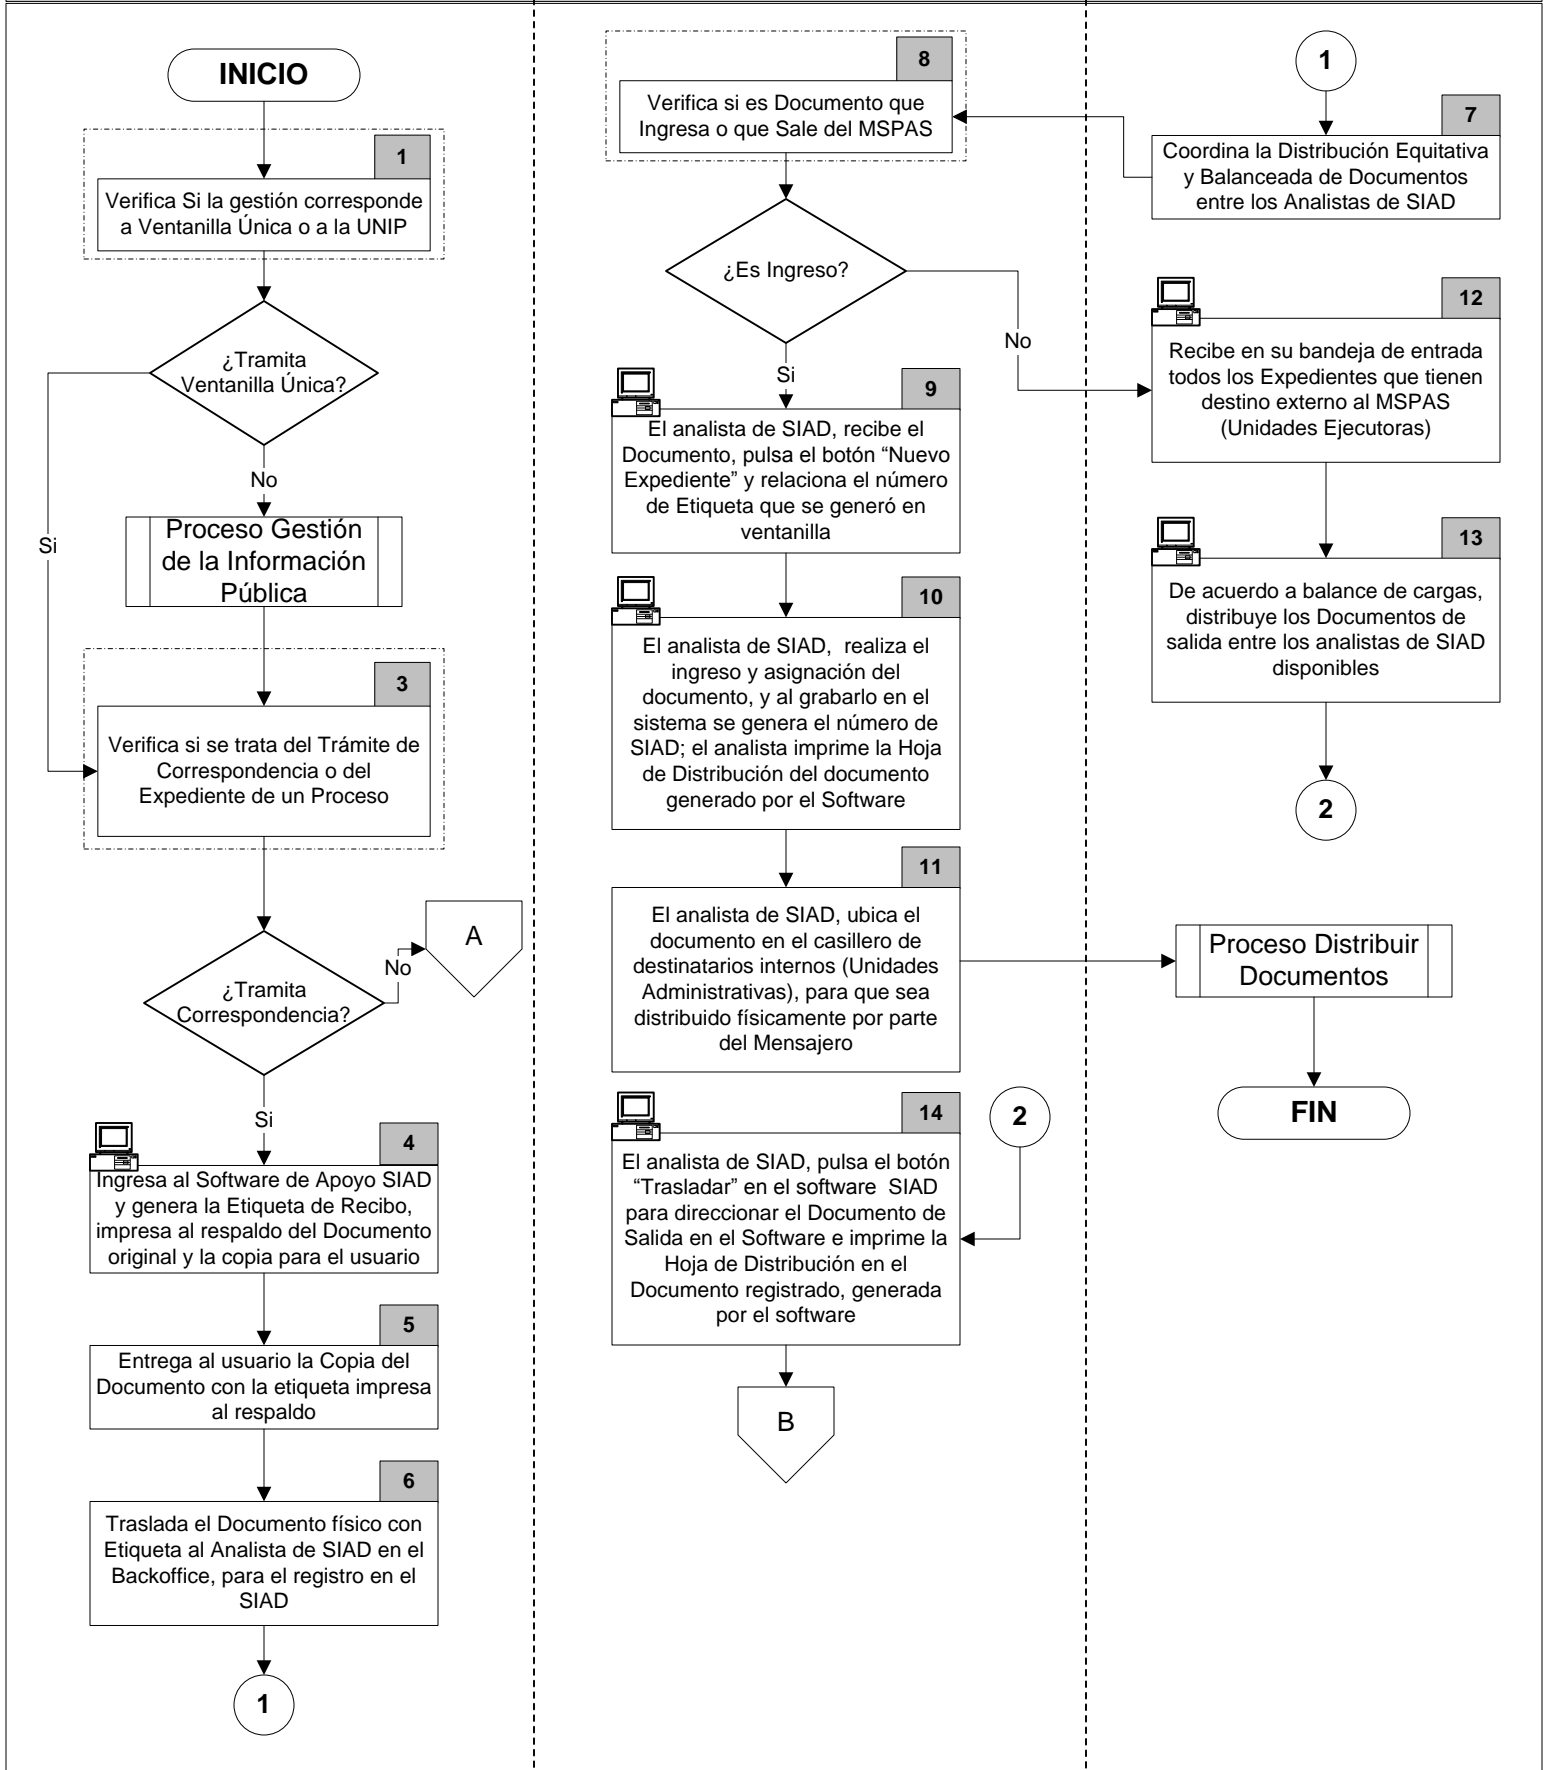 INICIO
1
Verifica Si la gestión corresponde
a Ventanilla Única o a la UNIP
¿Tramita
Ventanilla Única?
No
Si
Proceso Gestión
de la Información
Pública
3
Verifica si se trata del Trámite de
Correspondencia o del
Expediente de un Proceso
A
No
¿Tramita
Correspondencia?
Si
4
Ingresa al Software de Apoyo SIAD
y genera la Etiqueta de Recibo,
impresa al respaldo del Documento
original y la copia para el usuario
5
Entrega al usuario la Copia del
Documento con la etiqueta impresa
al respaldo
6
Traslada el Documento físico con
Etiqueta al Analista de SIAD en el
Backoffice, para el registro en el
SIAD
1
8
Verifica si es Documento que
Ingresa o que Sale del MSPAS
¿Es Ingreso?
No
Si
9
El analista de SIAD, recibe el
Documento, pulsa el botón “Nuevo
Expediente” y relaciona el número
de Etiqueta que se generó en
ventanilla
10
El analista de SIAD, realiza el
ingreso y asignación del
documento, y al grabarlo en el
sistema se genera el número de
SIAD; el analista imprime la Hoja
de Distribución del documento
generado por el Software
11
El analista de SIAD, ubica el
documento en el casillero de
destinatarios internos (Unidades
Administrativas), para que sea
distribuido físicamente por parte
del Mensajero
14
2
El analista de SIAD, pulsa el botón
“Trasladar” en el software SIAD
para direccionar el Documento de
Salida en el Software e imprime la
Hoja de Distribución en el
Documento registrado, generada
por el software
B
1
7
Coordina la Distribución Equitativa
y Balanceada de Documentos
entre los Analistas de SIAD
12
Recibe en su bandeja de entrada
todos los Expedientes que tienen
destino externo al MSPAS
(Unidades Ejecutoras)
13
De acuerdo a balance de cargas,
distribuye los Documentos de
salida entre los analistas de SIAD
disponibles
2
Proceso Distribuir
Documentos
FIN